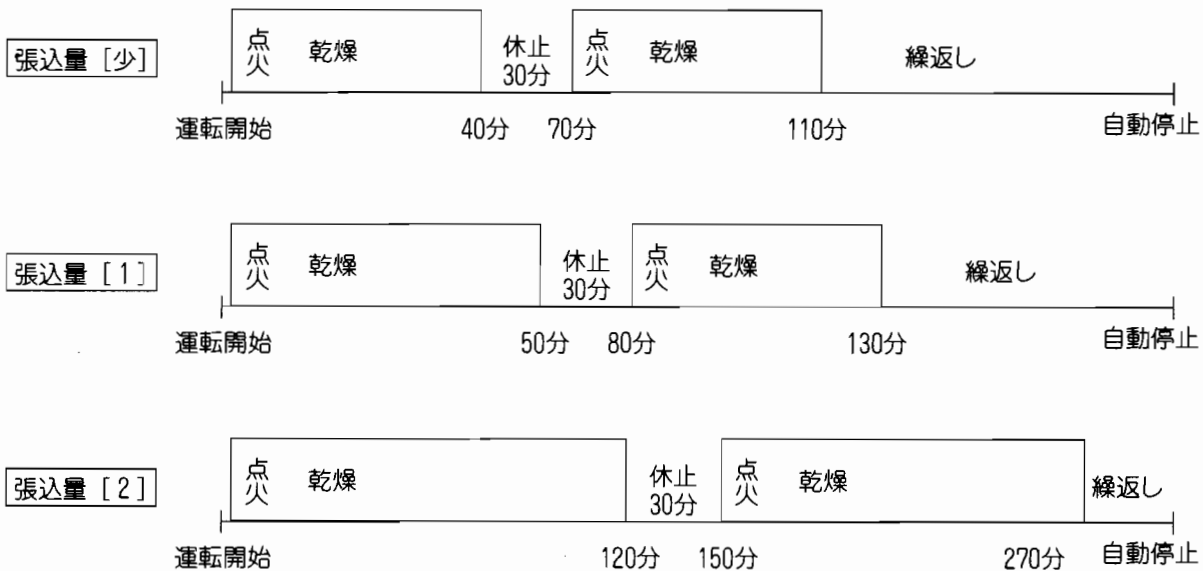 張込量 [少]
点火 乾燥 休止 30分 点火 乾燥 繰返し
運転開始 40分 70分 110分 自動停止
張込量 [1]
点火 乾燥 休止 30分 点火 乾燥 繰返し
運転開始 50分 80分 130分 自動停止
張込量 [2]
点火 乾燥 休止 30分 点火 乾燥 繰返し
運転開始 120分 150分 270分 自動停止